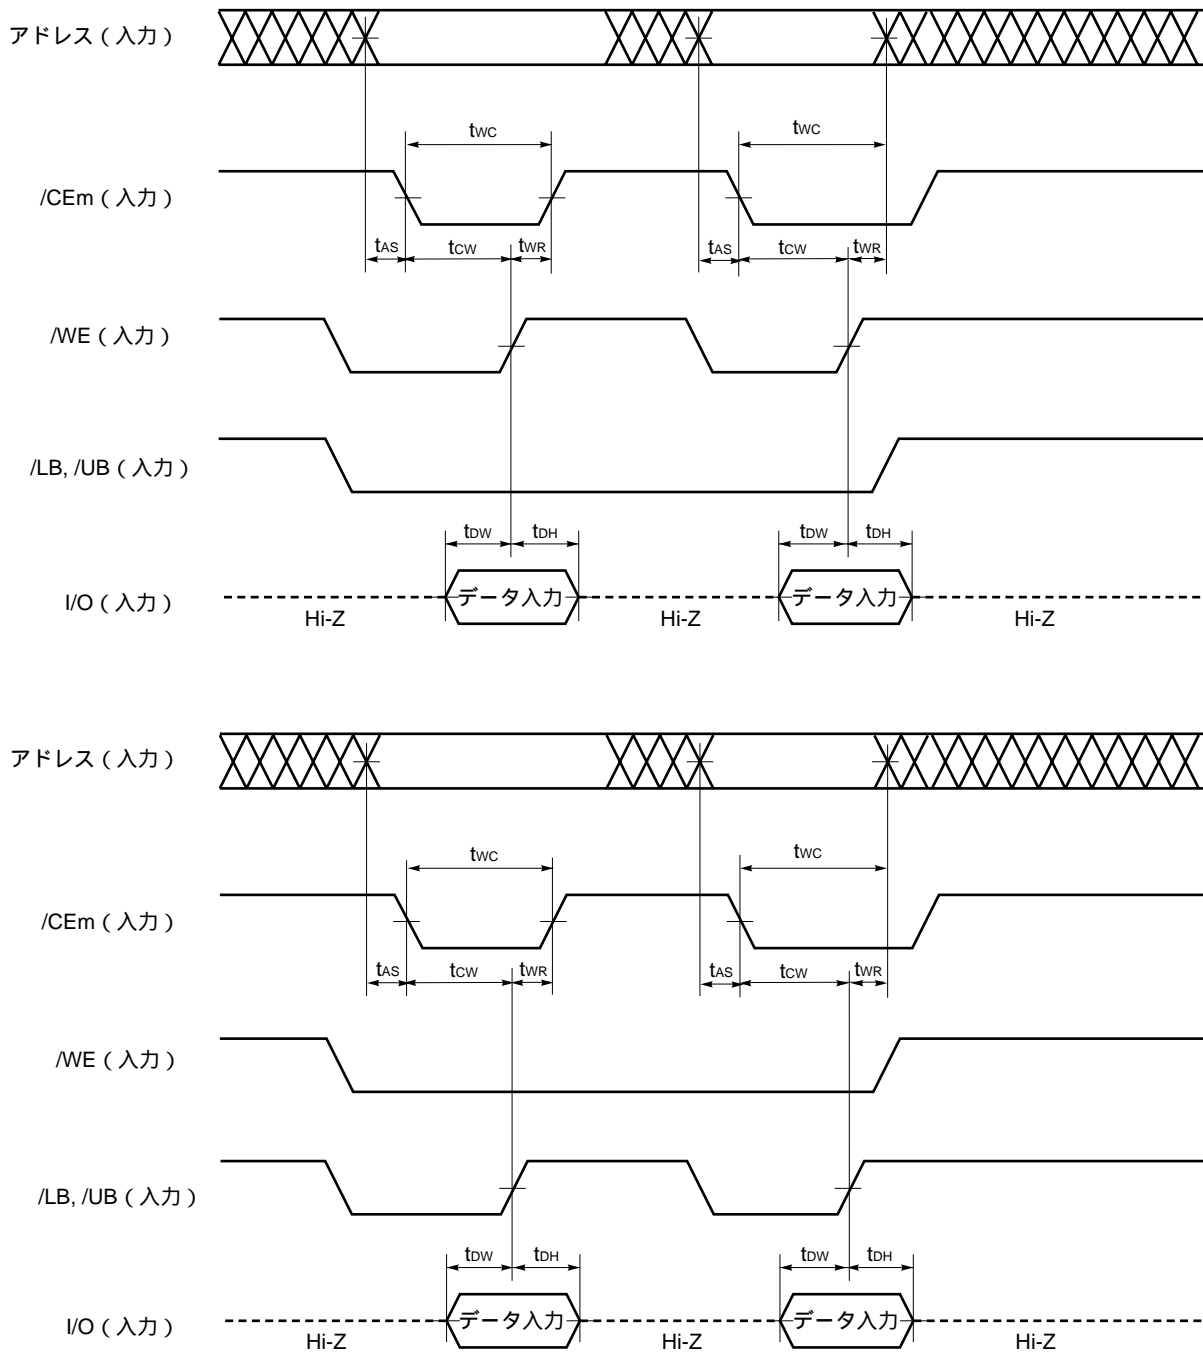 アドレス（入力）
tWC tWC
/CEm（入力）
tAS tCW tWR tAS tCW tWR
/WE（入力）
/LB, /UB（入力）
tDW tDH tDW tDH
I/O（入力） データ入力 データ入力
Hi-Z Hi-Z Hi-Z
アドレス（入力）
tWC tWC
/CEm（入力）
tAS tCW tWR tAS tCW tWR
/WE（入力）
/LB, /UB（入力）
tDW tDH tDW tDH
I/O（入力） データ入力 データ入力
Hi-Z Hi-Z Hi-Z